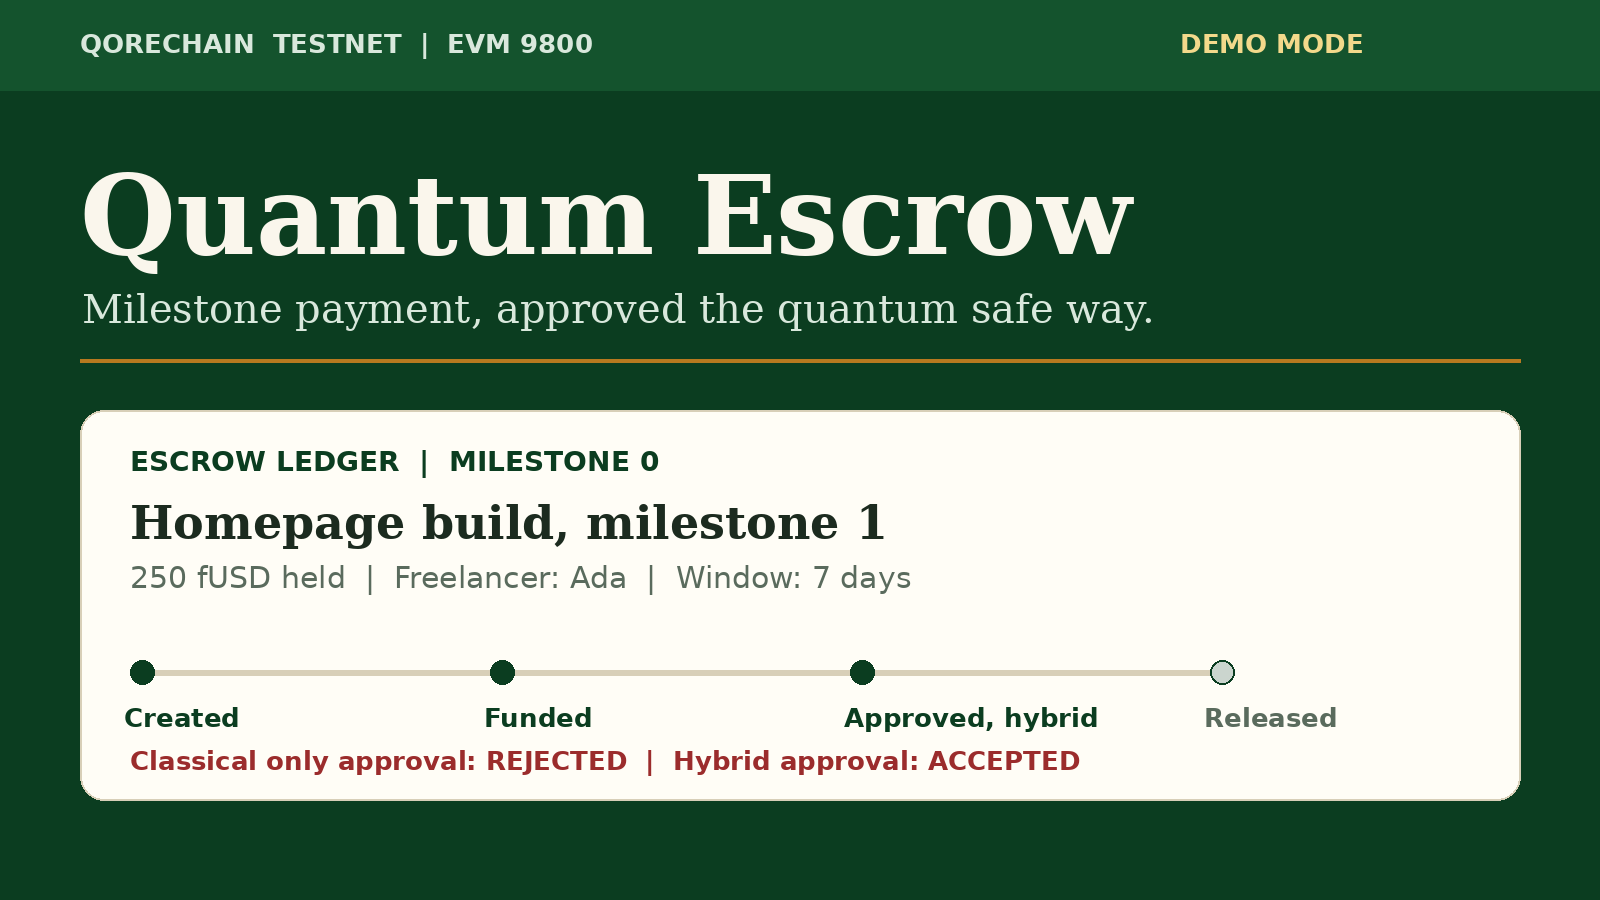 QORECHAIN TESTNET | EVM 9800
DEMO MODE
Quantum Escrow
Milestone payment, approved the quantum safe way.
ESCROW LEDGER | MILESTONE 0
Homepage build, milestone 1
250 fUSD held | Freelancer: Ada | Window: 7 days
Created
Funded
Approved, hybrid
Released
Classical only approval: REJECTED | Hybrid approval: ACCEPTED